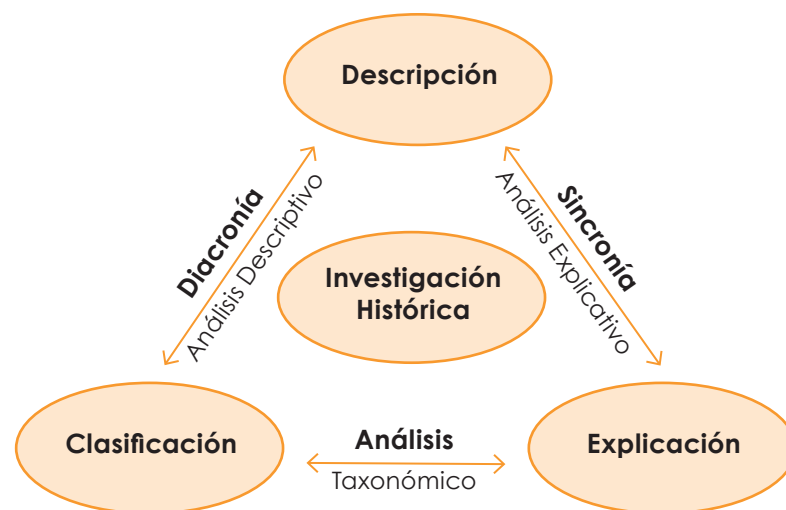 Descripción
Diacronía
Análisis Descriptivo
Sincronía
Análisis Explicativo
Investigación
Histórica
Clasificación
Análisis
Taxonómico
Explicación